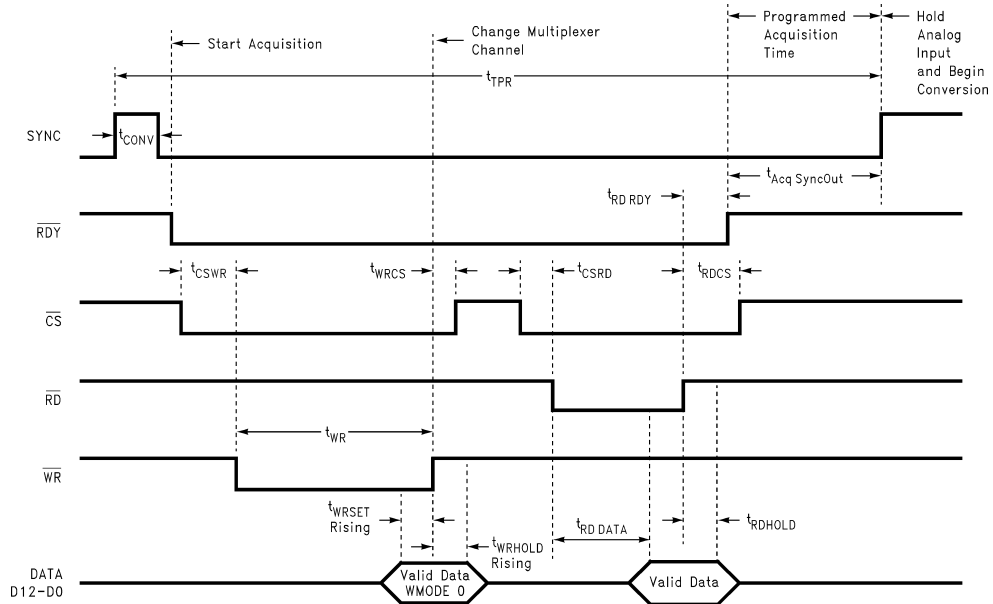 Start Acquisition
Change Multiplexer
Channel
Programmed
Acquisition
Time
Hold
Analog
Input
and Begin
Conversion
tTPR
SYNC
tCONV
tAcq SyncOut
tRD RDY
RDY
tCSWR
tWRCS
tCSRD
tRDCS
CS
RD
tWR
WR
tWRSET
Rising
tWRHOLD
Rising
tRD DATA
tRDHOLD
DATA
D12-D0
Valid Data
WMODE 0
Valid Data